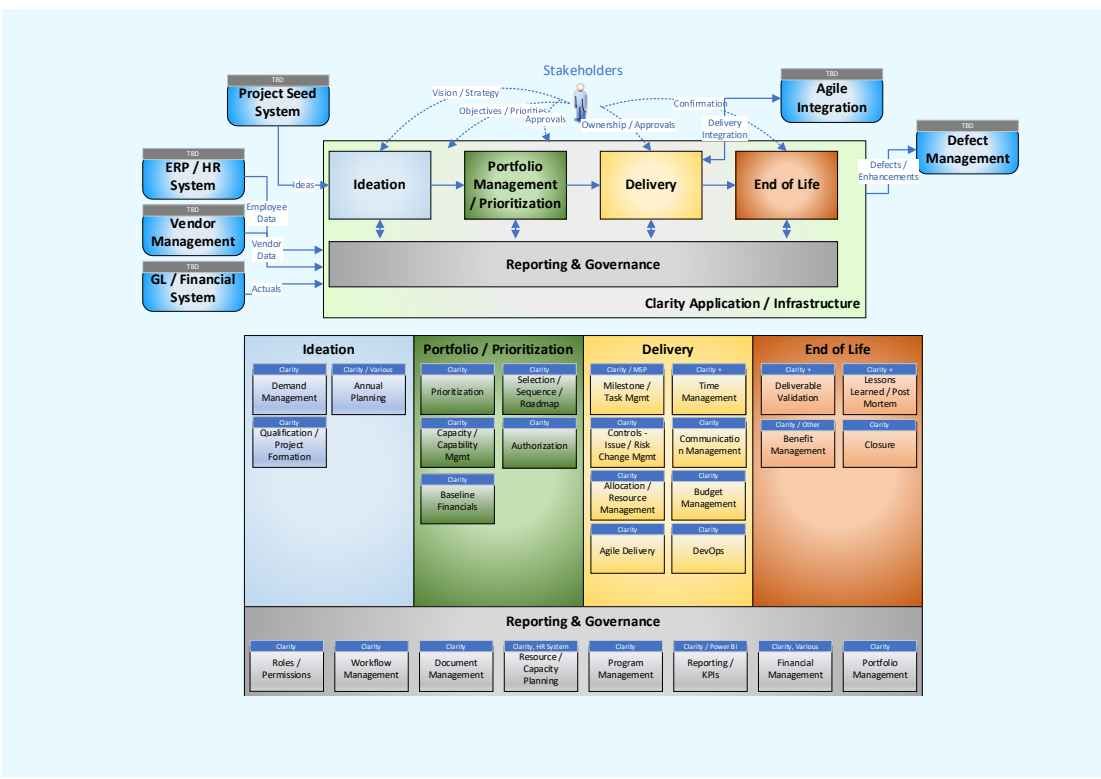 Stakeholders
TBD
Project Seed
System
TBD
Agile
Integration
Vision / Strategy
Objectives / Priorities
Approvals
Ownership / Approvals
Confirmation
Delivery
Integration
TBD
Defect
Management
Defects /
Enhancements
TBD
ERP / HR
System
Ideas
Employee
Data
TBD
Vendor
Management
Vendor
Data
TBD
GL / Financial
System
Actuals
Ideation
Portfolio
Management
/ Prioritization
Delivery
End of Life
Reporting & Governance
Clarity Application / Infrastructure
Ideation
Clarity
Demand
Management
Clarity / Various
Annual
Planning
Clarity
Qualification /
Project
Formation
Portfolio / Prioritization
Clarity
Prioritization
Clarity
Selection /
Sequence /
Roadmap
Clarity
Capacity /
Capability
Mgmt
Clarity
Authorization
Clarity
Baseline
Financials
Delivery
Clarity / MSP
Milestone /
Task Mgmt
Clarity +
Time
Management
Clarity
Controls -
Issue / Risk
Change Mgmt
Clarity
Communicatio
n Management
Clarity
Allocation /
Resource
Management
Clarity
Budget
Management
Clarity
Agile Delivery
Clarity
DevOps
End of Life
Clarity +
Deliverable
Validation
Clarity +
Lessons
Learned / Post
Mortem
Clarity / Other
Benefit
Management
Clarity
Closure
Reporting & Governance
Clarity
Roles /
Permissions
Clarity
Workflow
Management
Clarity
Document
Management
Clarity, HR System
Resource /
Capacity
Planning
Clarity
Program
Management
Clarity / Power BI
Reporting /
KPIs
Clarity, Various
Financial
Management
Clarity
Portfolio
Management